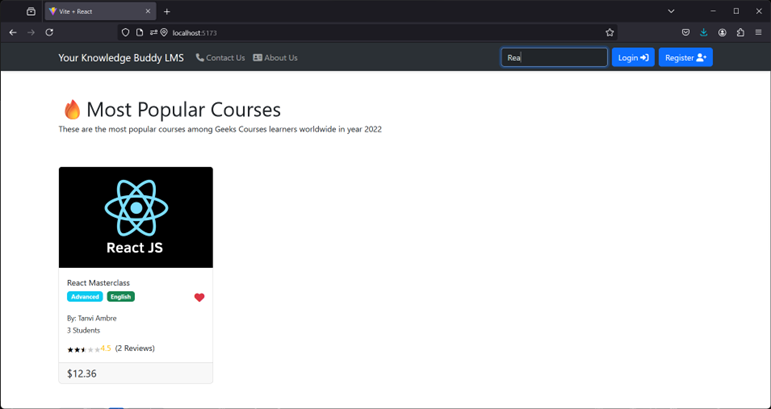 Vite + React
localhost:5173
Your Knowledge Buddy LMS Contact Us About Us Rea Login Register
Most Popular Courses
These are the most popular courses among Geeks Courses learners worldwide in year 2022
React JS
React Masterclass
Advanced English
By: Tanvi Ambre
3 Students
4.5 (2 Reviews)
$12.36